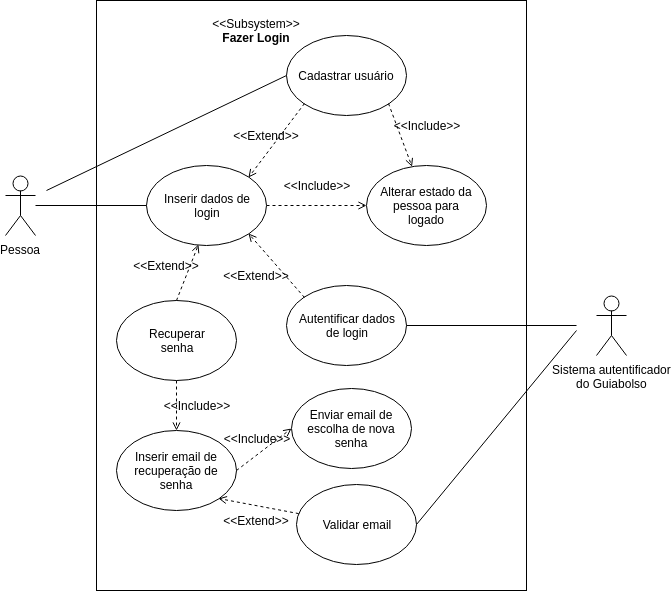 <<Subsystem>>
Fazer Login
Cadastrar usuário
<<Extend>>
<<Include>>
Inserir dados de
login
<<Include>>
Alterar estado da
pessoa para
logado
Pessoa
<<Extend>>
<<Extend>>
Recuperar
senha
Autentificar dados
de login
Sistema autentificador
do Guiabolso
<<Include>>
Enviar email de
escolha de nova
senha
<<Include>>
Inserir email de
recuperação de
senha
<<Extend>>
Validar email